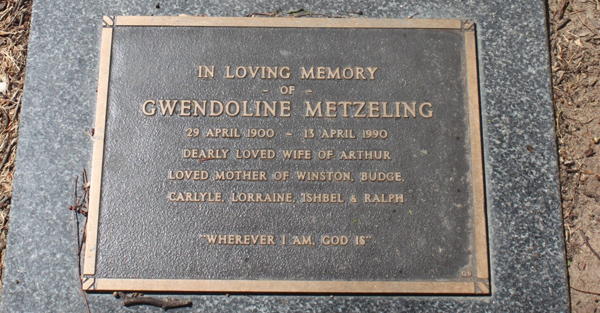 IN LOVING MEMORY
- OF -
GWENDOLINE METZELING
29 APRIL 1900 - 13 APRIL 1990
DEARLY LOVED WIFE OF ARTHUR
LOVED MOTHER OF WINSTON, BUDGE,
CARLYLE, LORRAINE, ISHBEL & RALPH
"WHEREVER I AM, GOD IS"